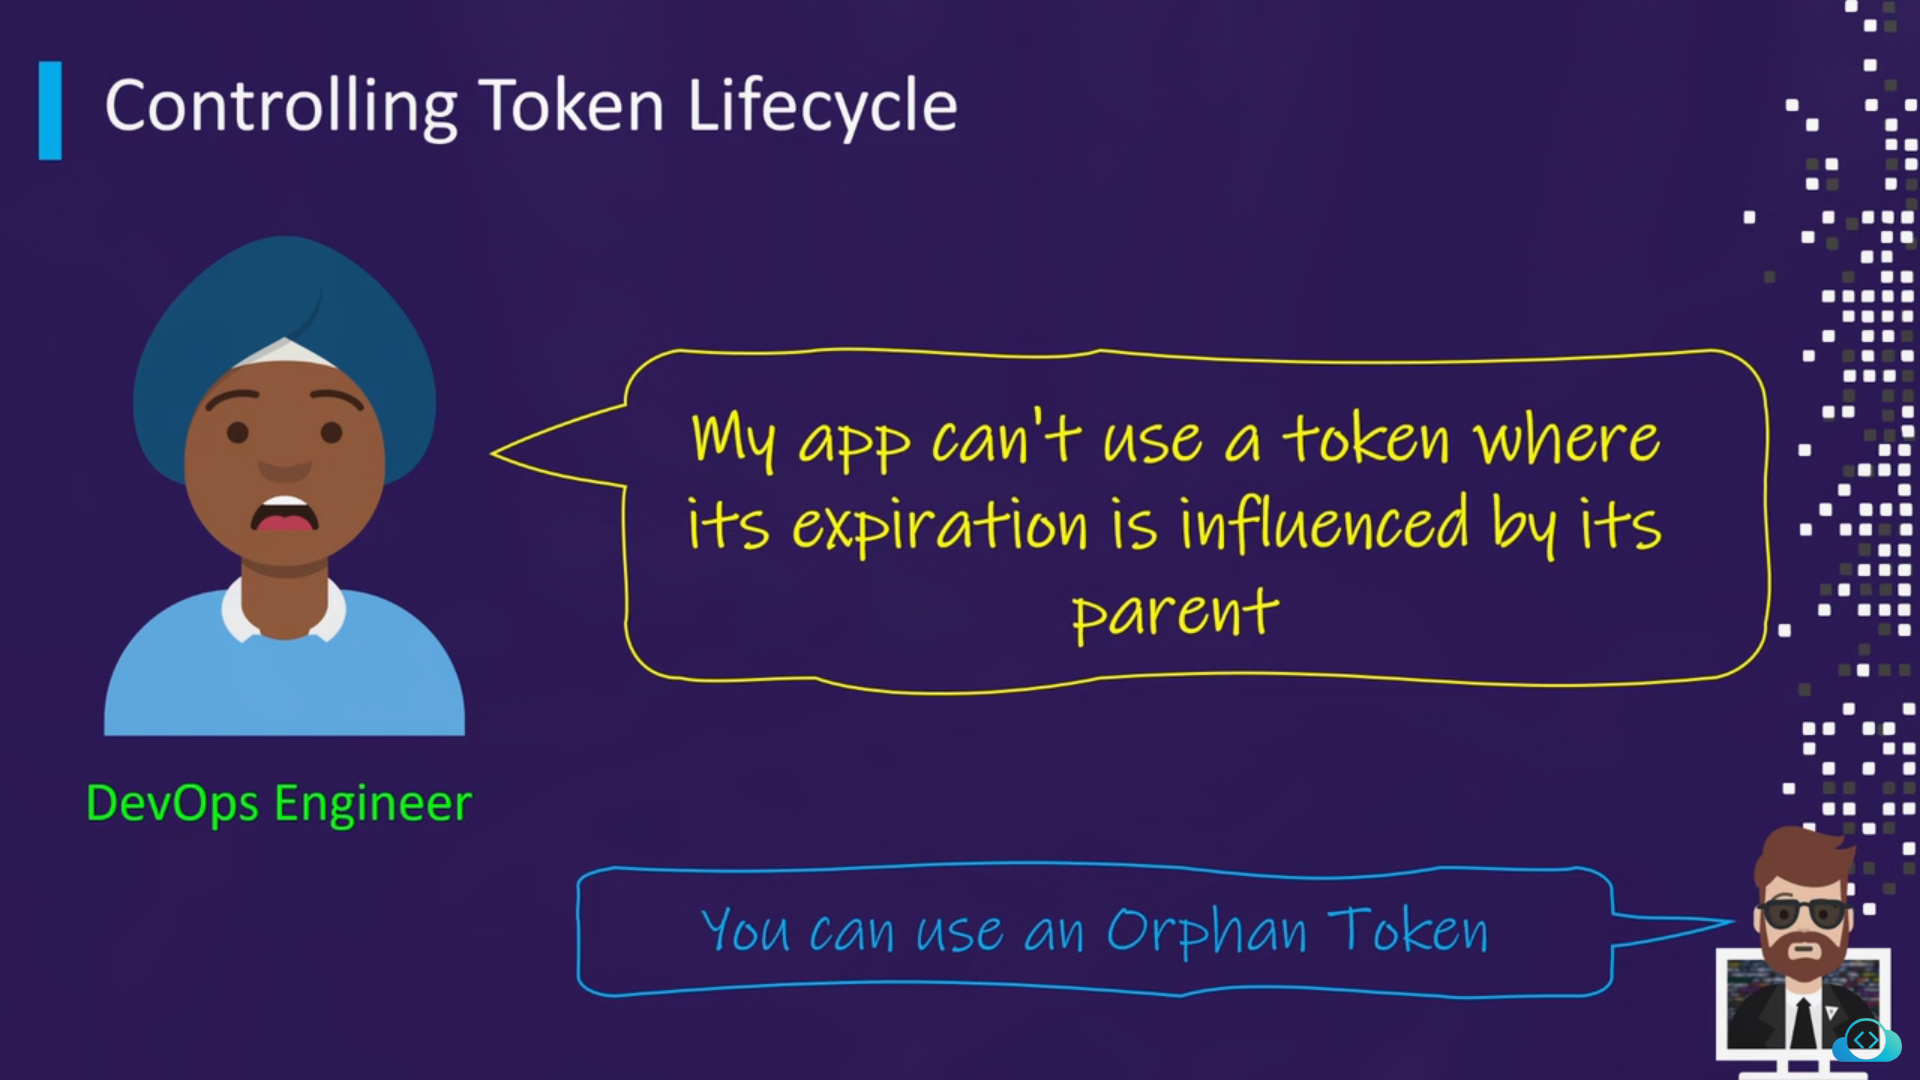 Controlling Token Lifecycle
My app can't use a token where
its expiration is influenced by its
parent
DevOps Engineer
You can use an Orphan Token